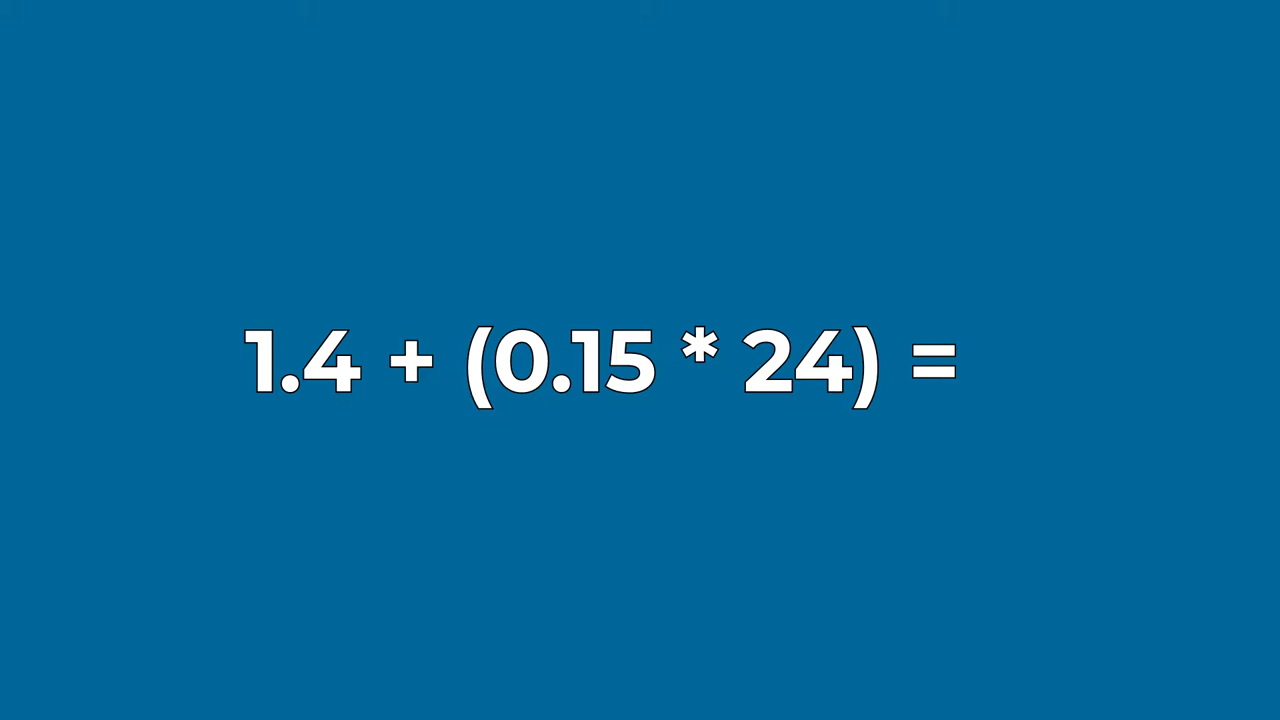 1.4 + (0.15 * 24) =